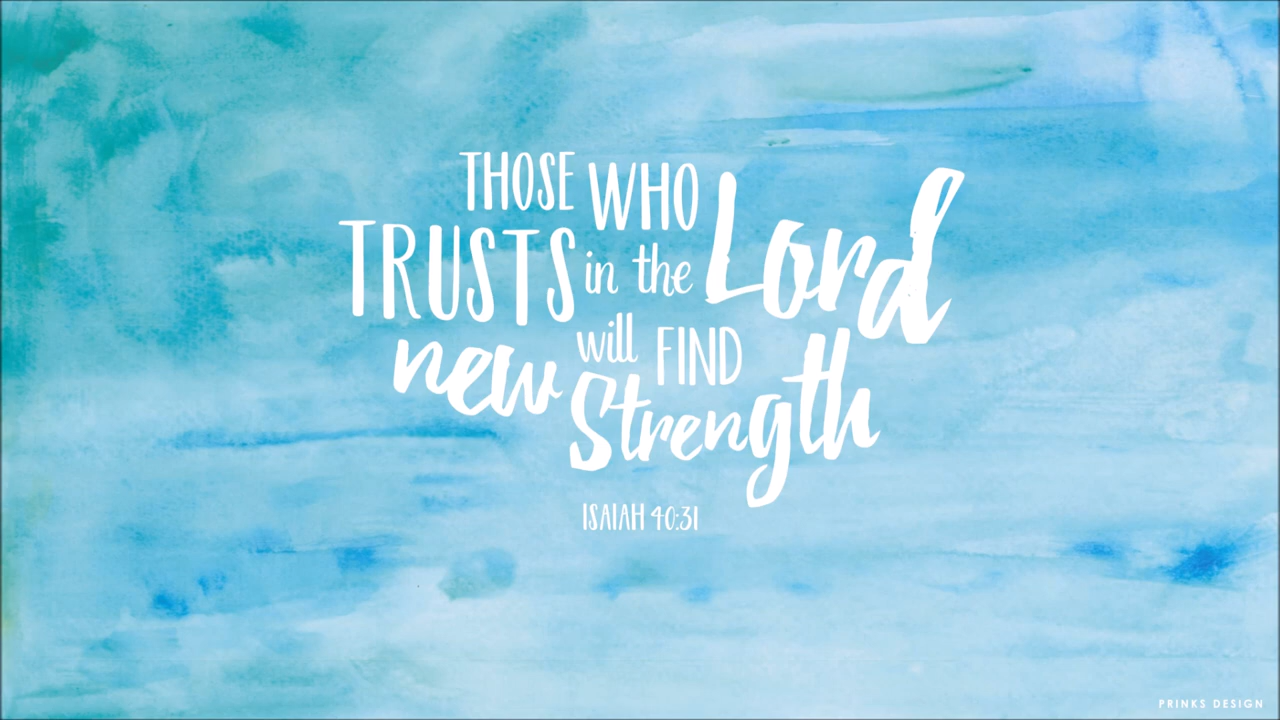 THOSE WHO
TRUSTS in the Lord
will FIND
new Strength
ISAIAH 40:31
PRINKS DESIGN